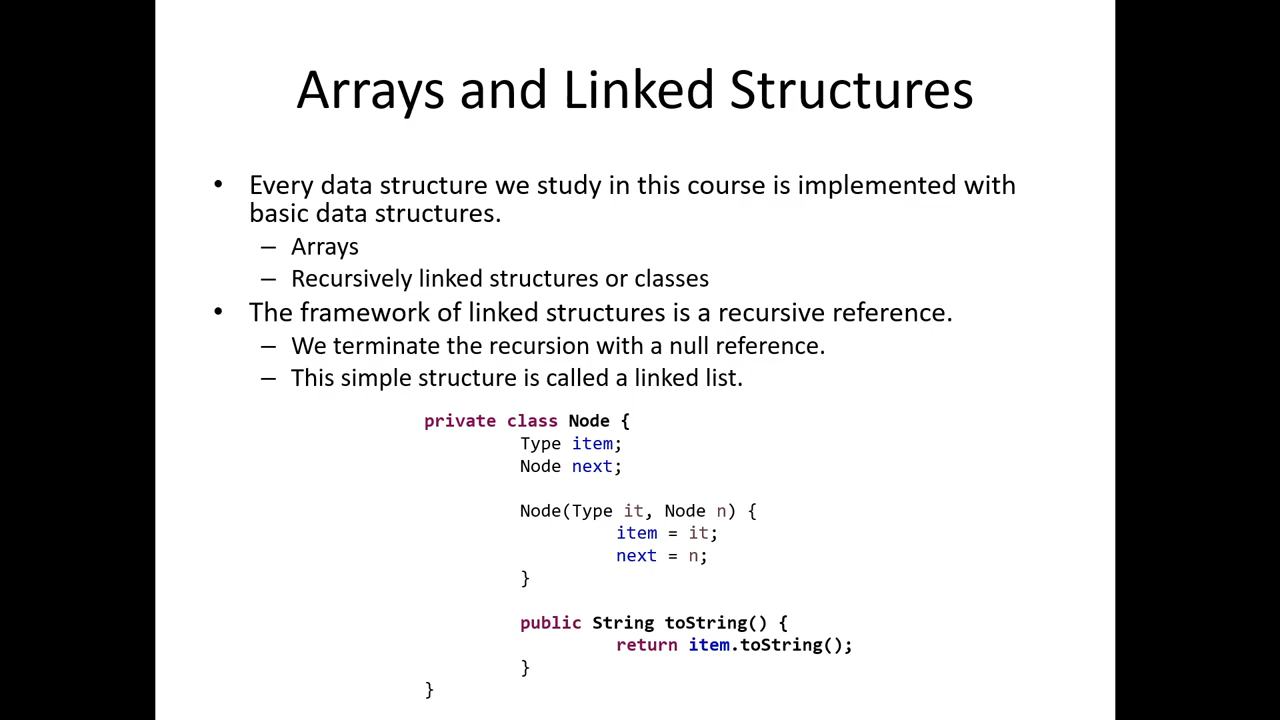 Arrays and Linked Structures
• Every data structure we study in this course is implemented with
basic data structures.
– Arrays
– Recursively linked structures or classes
• The framework of linked structures is a recursive reference.
– We terminate the recursion with a null reference.
– This simple structure is called a linked list.
private class Node {
Type item;
Node next;
Node(Type it, Node n) {
item = it;
next = n;
}
public String toString() {
return item.toString();
}
}